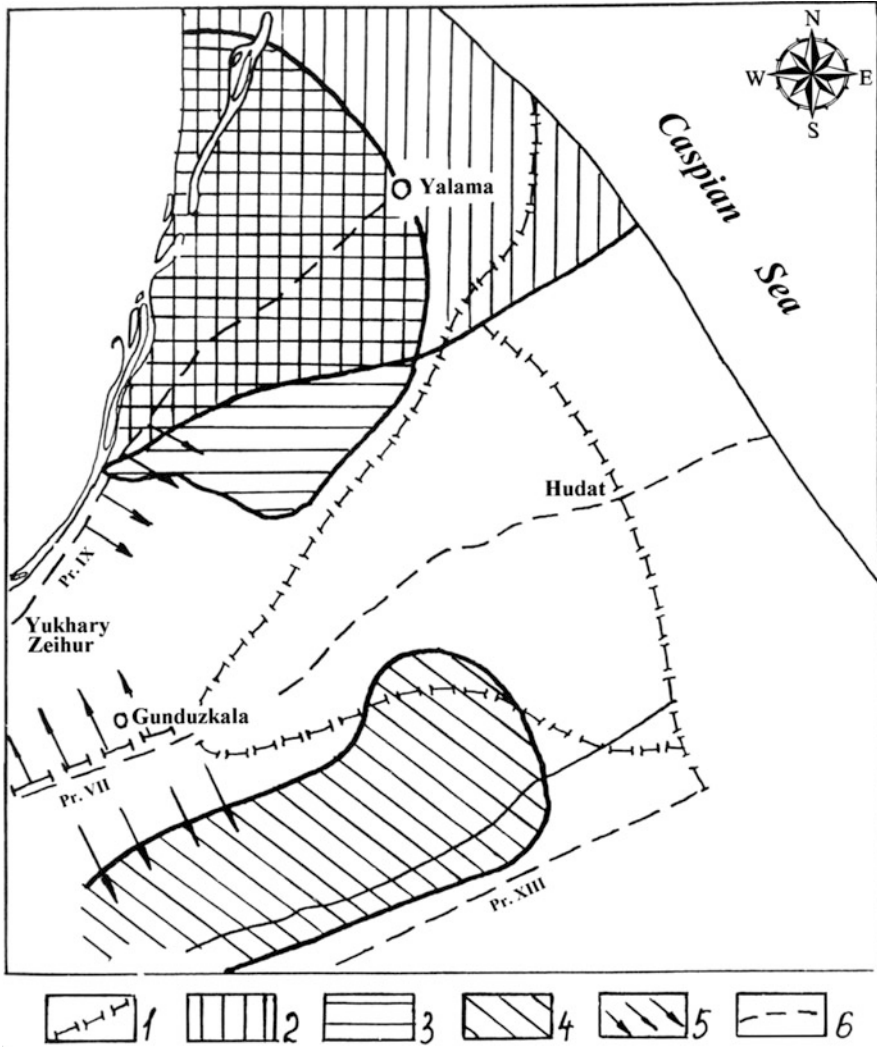 N
W E
S
Caspian
Sea
Yalama
Hudat
Pr. IX
Yukhary
Zeihur
Gunduzkala
Pr. VII
Pr. XIII
1 2 3 4 5 6